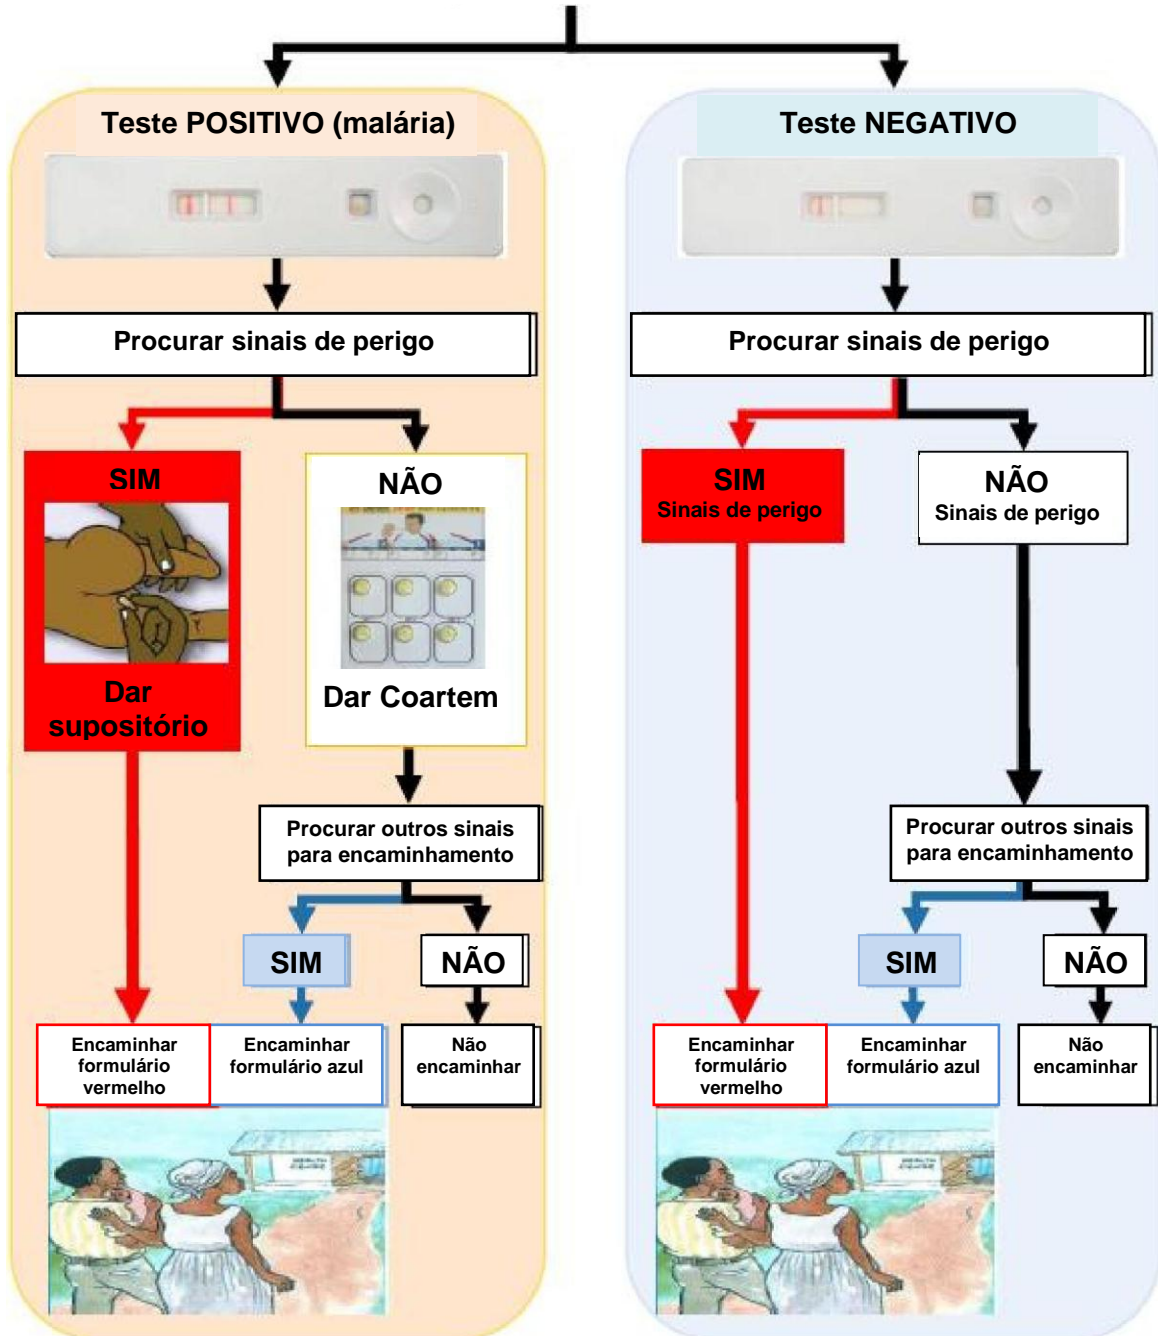 Teste POSITIVO (malária)
Procurar sinais de perigo
SIM
Dar
supositório
NÃO
Dar Coartem
Procurar outros sinais
para encaminhamento
SIM
NÃO
Encaminhar
formulário
vermelho
Encaminhar
formulário azul
Não
encaminhar
Teste NEGATIVO
Procurar sinais de perigo
SIM
Sinais de perigo
NÃO
Sinais de perigo
Procurar outros sinais
para encaminhamento
SIM
NÃO
Encaminhar
formulário
vermelho
Encaminhar
formulário azul
Não
encaminhar